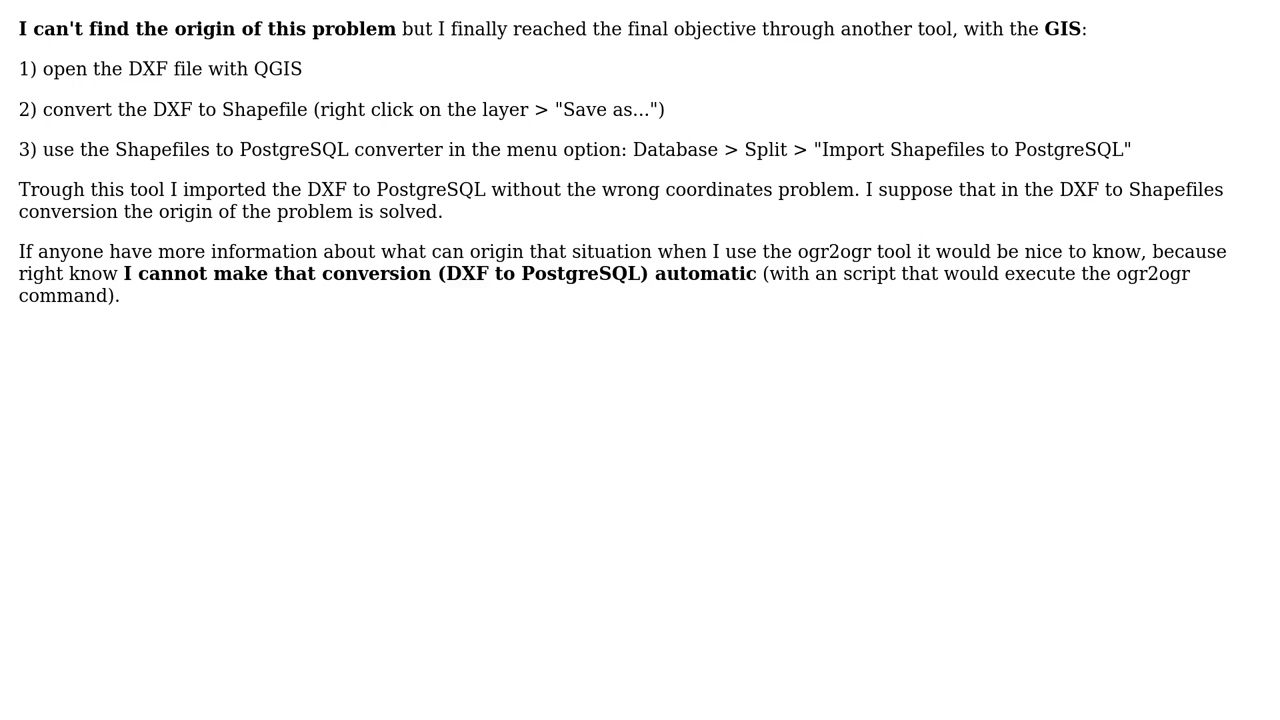 I can't find the origin of this problem but I finally reached the final objective through another tool, with the GIS:
1) open the DXF file with QGIS
2) convert the DXF to Shapefile (right click on the layer > "Save as...")
3) use the Shapefiles to PostgreSQL converter in the menu option: Database > Split > "Import Shapefiles to PostgreSQL"
Trough this tool I imported the DXF to PostgreSQL without the wrong coordinates problem. I suppose that in the DXF to Shapefiles
conversion the origin of the problem is solved.
If anyone have more information about what can origin that situation when I use the ogr2ogr tool it would be nice to know, because
right know I cannot make that conversion (DXF to PostgreSQL) automatic (with an script that would execute the ogr2ogr
command).